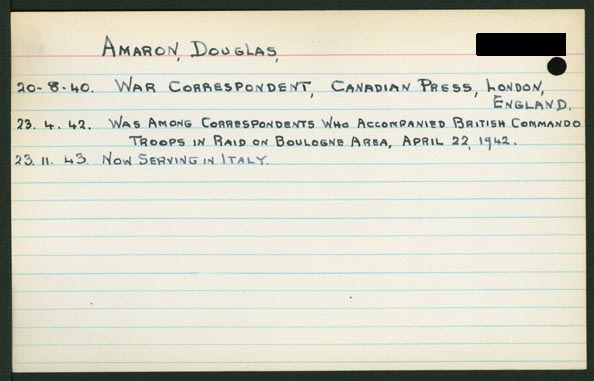 AMARON, DOUGLAS,
20-8-40. WAR CORRESPONDENT, CANADIAN PRESS, LONDON,
ENGLAND.
23. 4. 42. WAS AMONG CORRESPONDENTS WHO ACCOMPANIED BRITISH COMMANDO
TROOPS IN RAID ON BOULOGNE AREA, APRIL 22, 1942.
23. 11. 43. NOW SERVING IN ITALY.